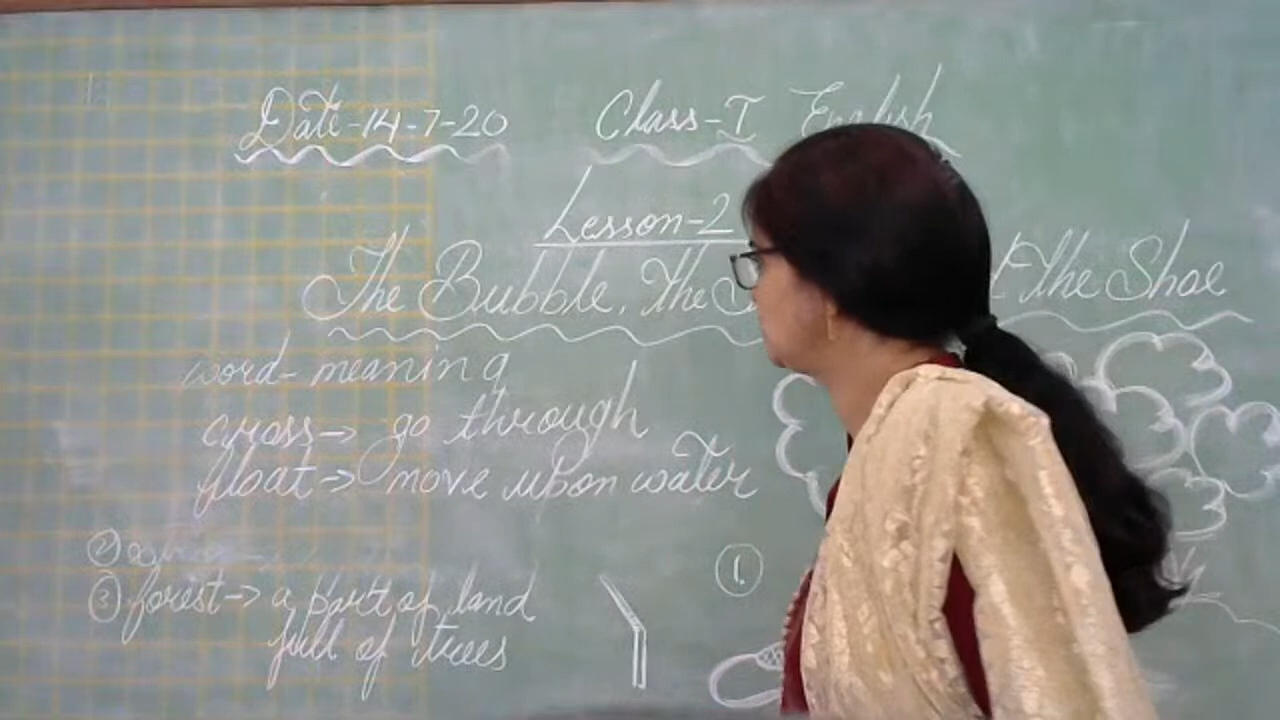 Date-14-7-20 Class-I English
Lesson-2
The Bubble, the the Shoe
word-meaning
cross→ go through
float→ move upon water
②
③ forest→ a part of land
full of trees
①.